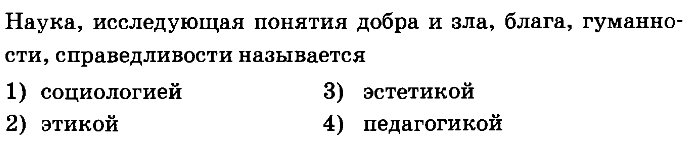 Наука, исследующая понятия добра и зла, блага, гуманно-
сти, справедливости называется
1) социологией 3) эстетикой
2) этикой 4) педагогикой